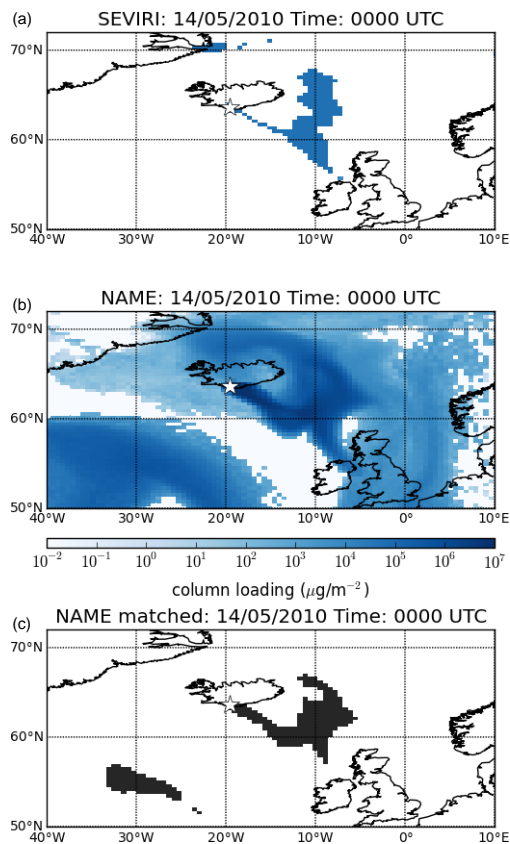 (a)
SEVIRI: 14/05/2010 Time: 0000 UTC
70°N
60°N
50°N
40°W 30°W 20°W 10°W 0° 10°E
(b)
NAME: 14/05/2010 Time: 0000 UTC
70°N
60°N
50°N
40°W 30°W 20°W 10°W 0° 10°E
10⁻² 10⁻¹ 10⁰ 10¹ 10² 10³ 10⁴ 10⁵ 10⁶ 10⁷
column loading (μg/m⁻²)
NAME matched: 14/05/2010 Time: 0000 UTC
(c)
70°N
60°N
50°N
40°W 30°W 20°W 10°W 0° 10°E